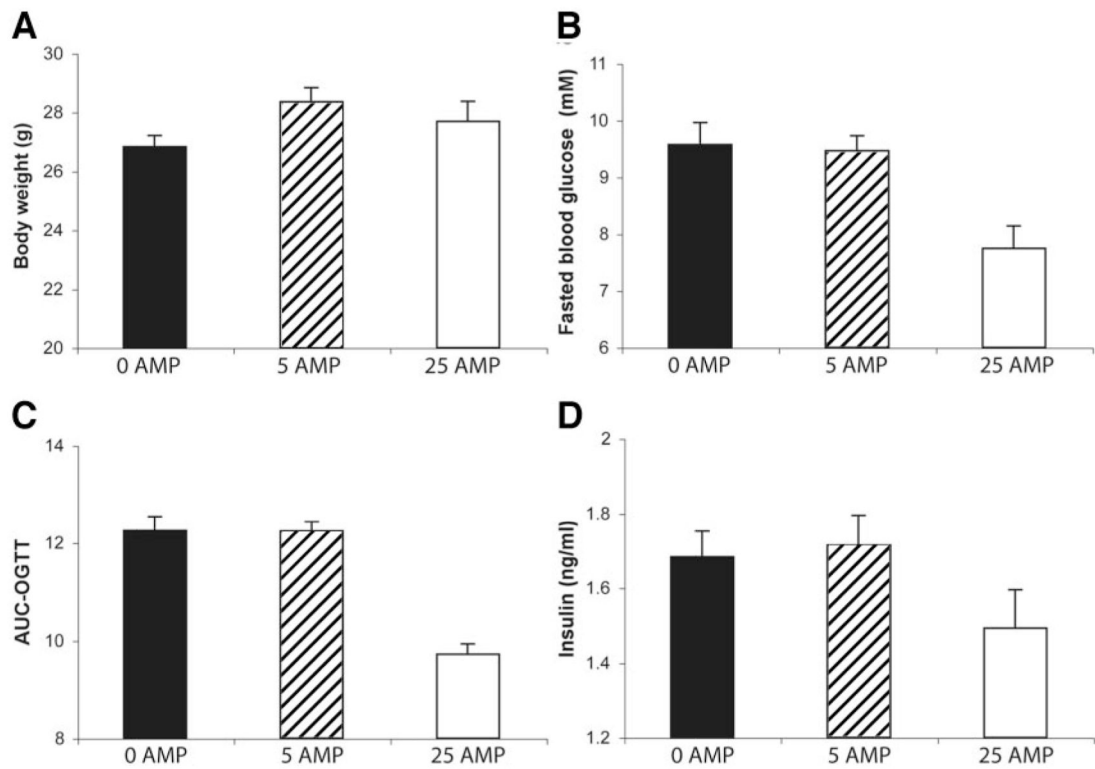 A
Body weight (g)
30
28
26
24
22
20
0 AMP
5 AMP
25 AMP
B
Fasted blood glucose (mM)
11
10
9
8
7
6
0 AMP
5 AMP
25 AMP
C
AUC-OGTT
14
12
10
8
0 AMP
5 AMP
25 AMP
D
Insulin (ng/ml)
2
1.8
1.6
1.4
1.2
0 AMP
5 AMP
25 AMP